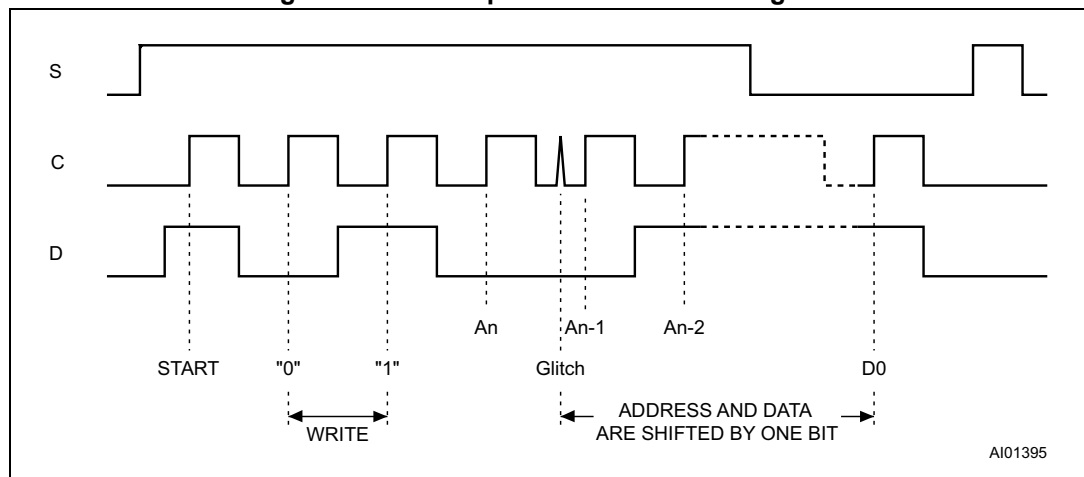 S
C
D
An An-1 An-2
START "0" "1" Glitch D0
WRITE
ADDRESS AND DATA
ARE SHIFTED BY ONE BIT
AI01395